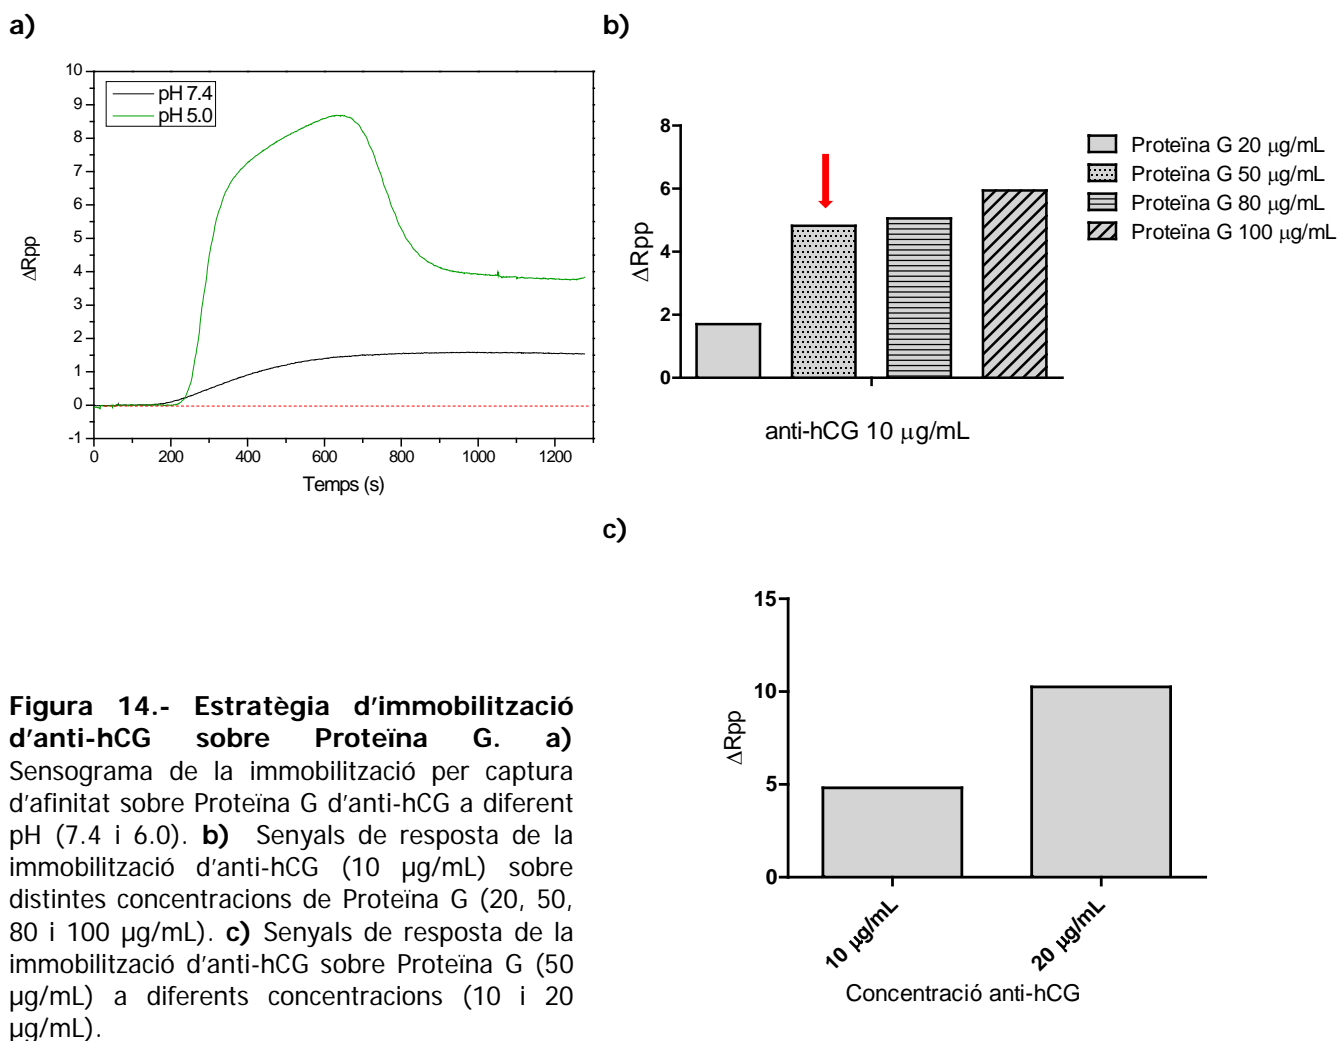 a)
10
9
8
7
6
5
4
3
2
1
0
-1
pH 7.4
pH 5.0
ΔRpp
0 200 400 600 800 1000 1200
Temps (s)
b)
8
6
4
2
0
ΔRpp
anti-hCG 10 μg/mL
Proteïna G 20 μg/mL
Proteïna G 50 μg/mL
Proteïna G 80 μg/mL
Proteïna G 100 μg/mL
c)
15
10
5
0
ΔRpp
10 μg/mL
20 μg/mL
Concentració anti-hCG
Figura 14.- Estratègia d'immobilització
d'anti-hCG sobre Proteïna G. a)
Sensograma de la immobilització per captura
d'afinitat sobre Proteïna G d'anti-hCG a diferent
pH (7.4 i 6.0). b) Senyals de resposta de la
immobilització d'anti-hCG (10 µg/mL) sobre
distintes concentracions de Proteïna G (20, 50,
80 i 100 µg/mL). c) Senyals de resposta de la
immobilització d'anti-hCG sobre Proteïna G (50
µg/mL) a diferents concentracions (10 i 20
µg/mL).